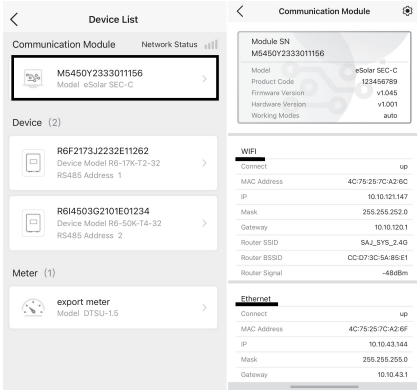 Device List
Communication Module Network Status
M5450Y2333011156
Model eSolar SEC-C
Device (2)
R6F2173J2232E11262
Device Model R6-17K-T2-32
RS485 Address 1
R6I4503G2101E01234
Device Model R6-50K-T4-32
RS485 Address 2
Meter (1)
export meter
Model DTSU-1.5
Communication Module
Module SN
M5450Y2333011156
Model eSolar SEC-C
Product Code 123456789
Firmware Version v1.045
Hardware Version v1.001
Working Modes auto
WIFI
Connect up
MAC Address 4C:75:25:7C:A2:6C
IP 10.10.121.147
Mask 255.255.252.0
Gateway 10.10.120.1
Router SSID SAJ_SYS_2.4G
Router BSSID CC:D7:3C:5A:85:E1
Router Signal -48dBm
Ethernet
Connect up
MAC Address 4C:75:25:7C:A2:6F
IP 10.10.43.144
Mask 255.255.255.0
Gateway 10.10.43.1